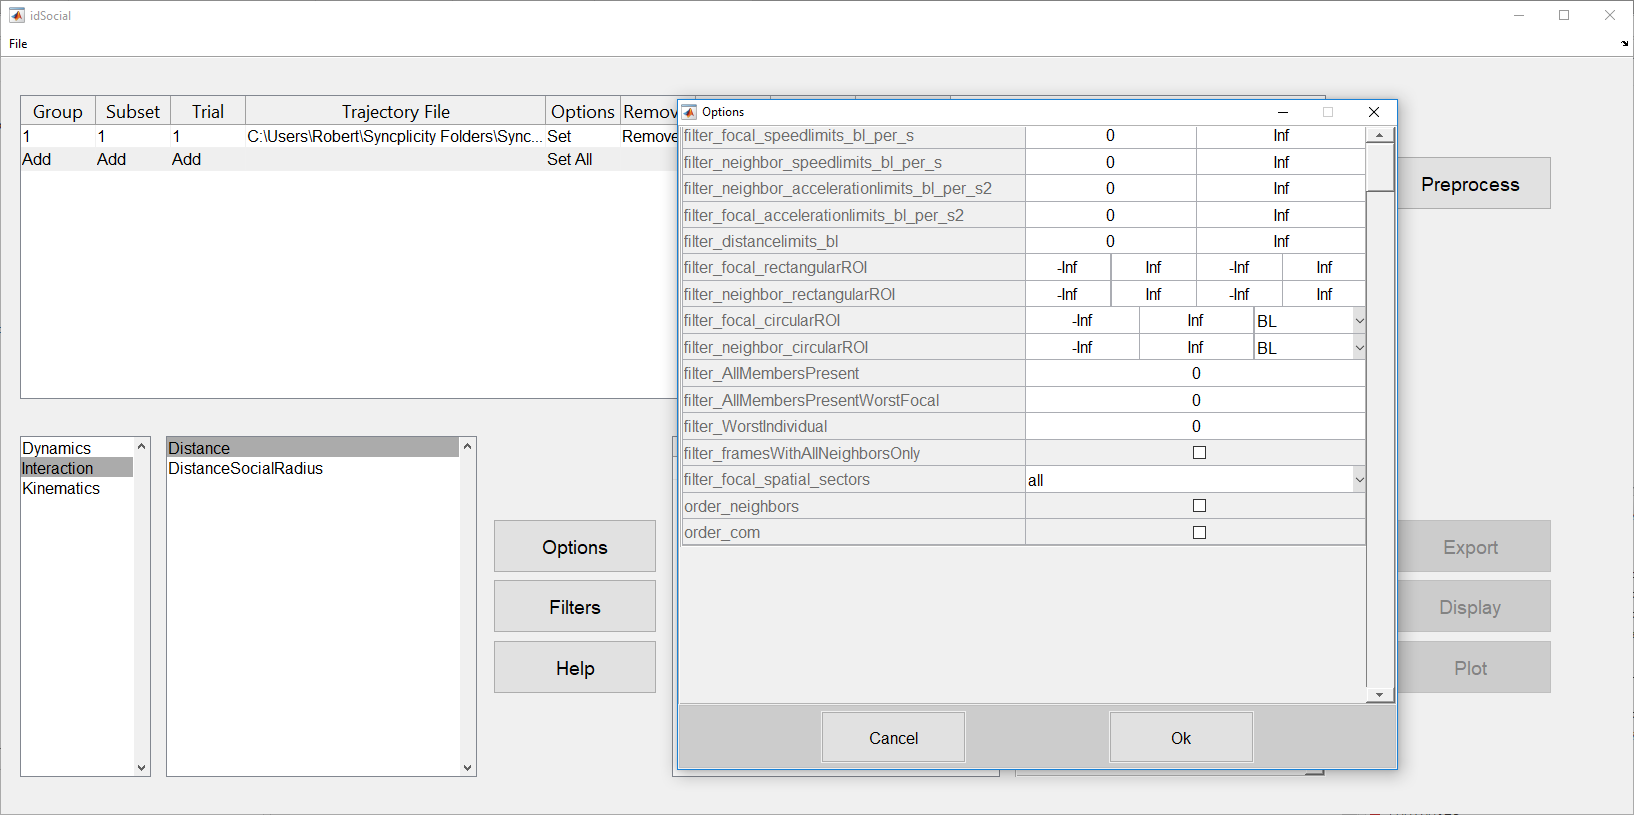 idSocial
File
Group Subset Trial Trajectory File Options Remov
1 1 1 C:\Users\Robert\Syncplicity Folders\Sync... Set Remove
Add Add Add Set All
Preprocess
Options
filter_focal_speedlimits_bl_per_s 0 Inf
filter_neighbor_speedlimits_bl_per_s 0 Inf
filter_neighbor_accelerationlimits_bl_per_s2 0 Inf
filter_focal_accelerationlimits_bl_per_s2 0 Inf
filter_distancelimits_bl 0 Inf
filter_focal_rectangularROI -Inf Inf -Inf Inf
filter_neighbor_rectangularROI -Inf Inf -Inf Inf
filter_focal_circularROI -Inf Inf BL
filter_neighbor_circularROI -Inf Inf BL
filter_AllMembersPresent 0
filter_AllMembersPresentWorstFocal 0
filter_WorstIndividual 0
filter_framesWithAllNeighborsOnly
filter_focal_spatial_sectors all
order_neighbors
order_com
Cancel Ok
Dynamics
Interaction
Kinematics
Distance
DistanceSocialRadius
Options
Filters
Help
Export
Display
Plot